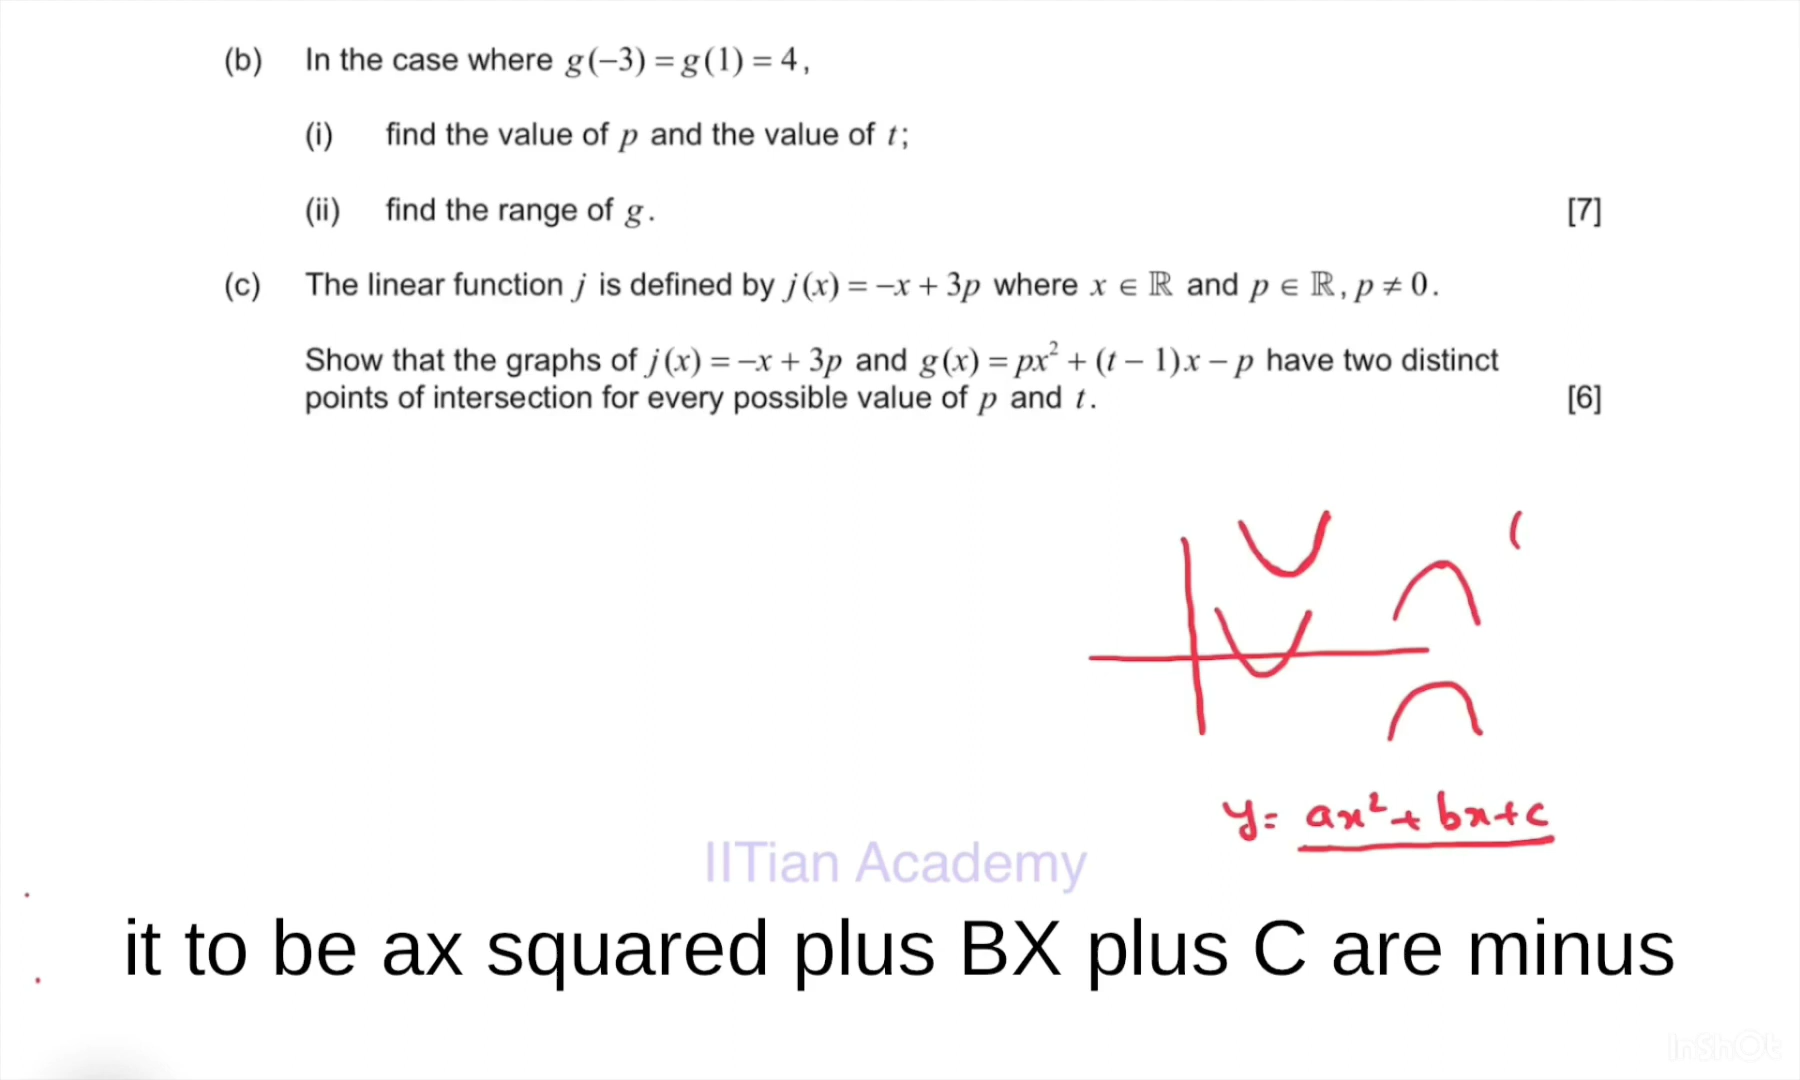 (b) In the case where g(−3) = g(1) = 4,
(i) find the value of p and the value of t;
(ii) find the range of g. [7]
(c) The linear function j is defined by j(x) = −x + 3p where x ∈ ℝ and p ∈ ℝ, p ≠ 0.
Show that the graphs of j(x) = −x + 3p and g(x) = px² + (t − 1)x − p have two distinct
points of intersection for every possible value of p and t. [6]
(
y = ax² + bx + c
IITian Academy
it to be ax squared plus BX plus C are minus
InShOt